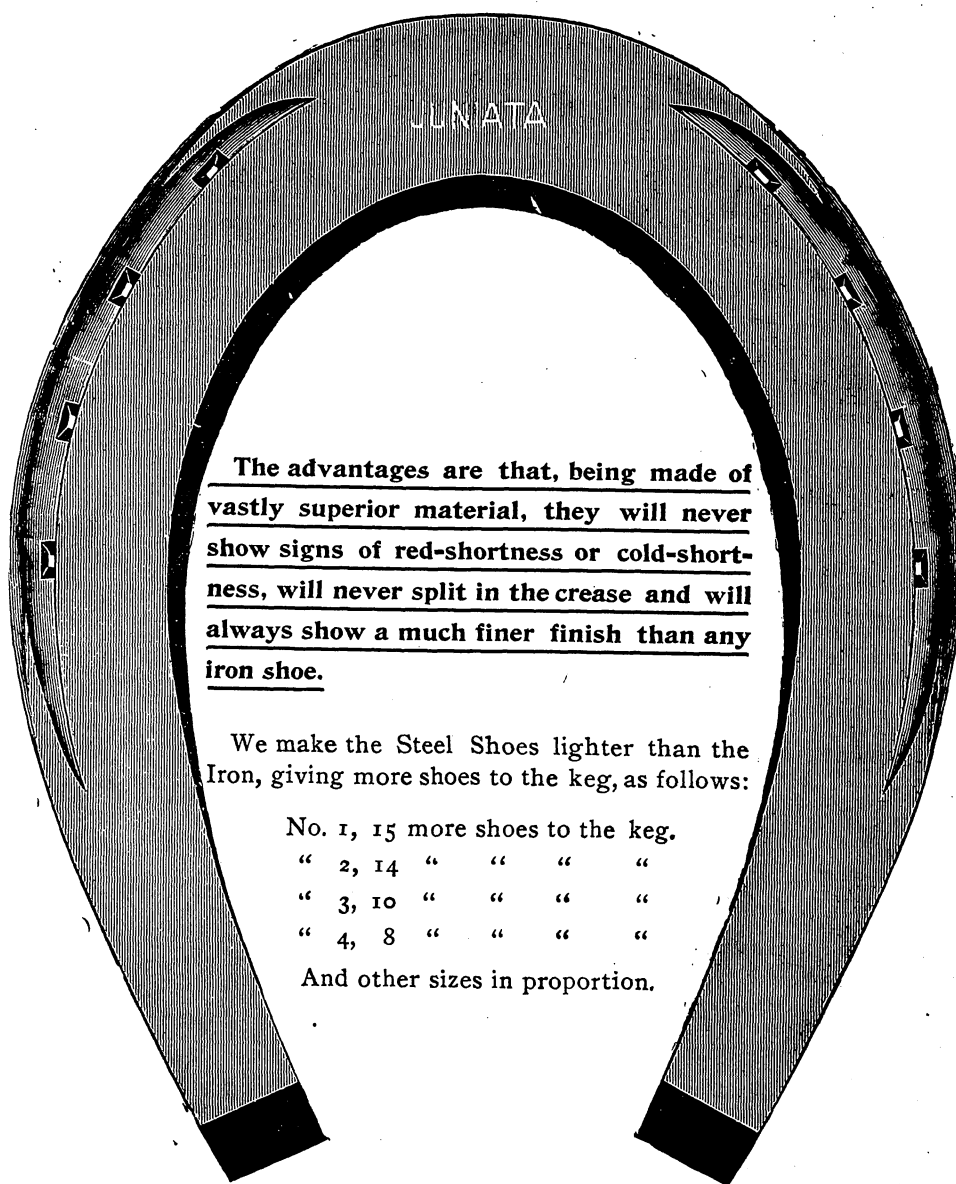 JUNIATA
The advantages are that, being made of
vastly superior material, they will never
show signs of red-shortness or cold-short-
ness, will never split in the crease and will
always show a much finer finish than any
iron shoe.
We make the Steel Shoes lighter than the
Iron, giving more shoes to the keg, as follows:
No. 1, 15 more shoes to the keg.
“ 2, 14 “ “ “ “
“ 3, 10 “ “ “ “
“ 4, 8 “ “ “ “
And other sizes in proportion.